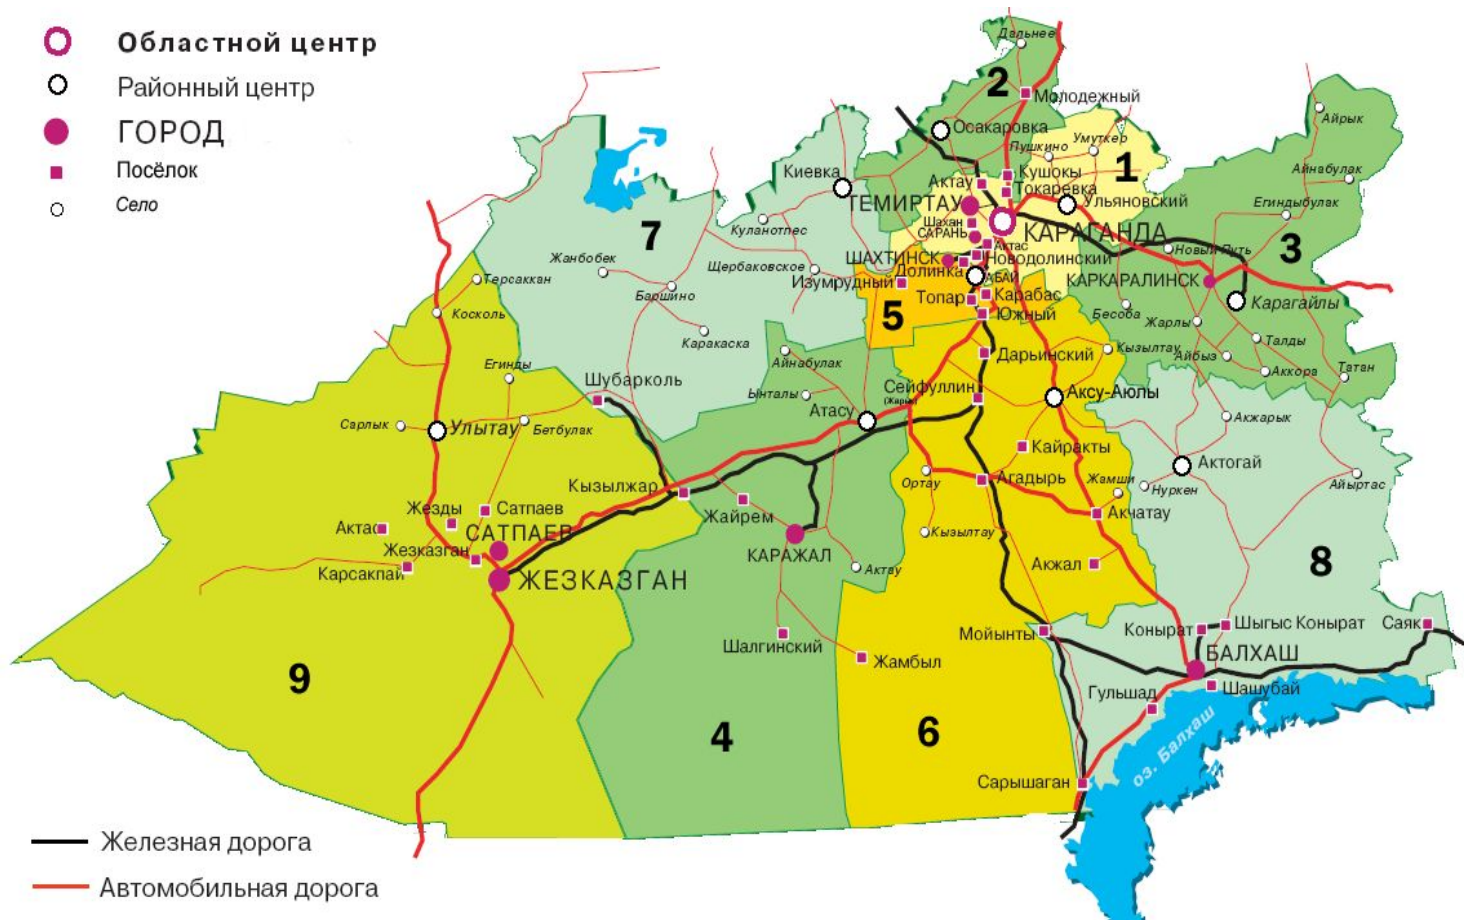 Областной центр
Районный центр
ГОРОД
Посёлок
Село
Дальнее
2
Молодежный
Осакаровка
Умуткер
Пушкино
1
Айрык
Айнабулак
Киевка
Актау
Кушокы
Токаревка
Ульяновский
ТЕМИРТАУ
Егиндыбулак
Куланотпес
Шахан
САРАНЬ
КАРАГАНДА
7
Актас
Новый Путь
3
Жанбобек
Щербаковское
ШАХТИНСК
Новодолинский
Долинка
АБАЙ
КАРКАРАЛИНСК
Терсаккан
Изумрудный
Баршино
Топар
Карабас
Карагайлы
Косколь
5
Южный
Бесоба
Жарлы
Каракаска
Талды
Айнабулак
Дарьинский
Кызылтау
Айбыз
Егинды
Шубарколь
Ынталы
Сейфуллин
(Жарык)
Аксу-Аюлы
Аккора
Татан
Атасу
Акжарык
Сарлык
Улытау
Бетбулак
Кайракты
Актогай
Кызылжар
Ортау
Агадырь
Жамши
Нуркен
Айыртас
Жезды
Сатпаев
Жайрем
Акчатау
Актас
САТПАЕВ
Кызылтау
Жезказган
КАРАЖАЛ
Карсакпай
ЖЕЗКАЗГАН
Актау
Акжал
8
Шалгинский
Мойынты
Конырат
Шыгыс Конырат
Саяк
Жамбыл
БАЛХАШ
9
Гульшад
Шашубай
4
6
оз. Балхаш
Сарышаган
Железная дорога
Автомобильная дорога